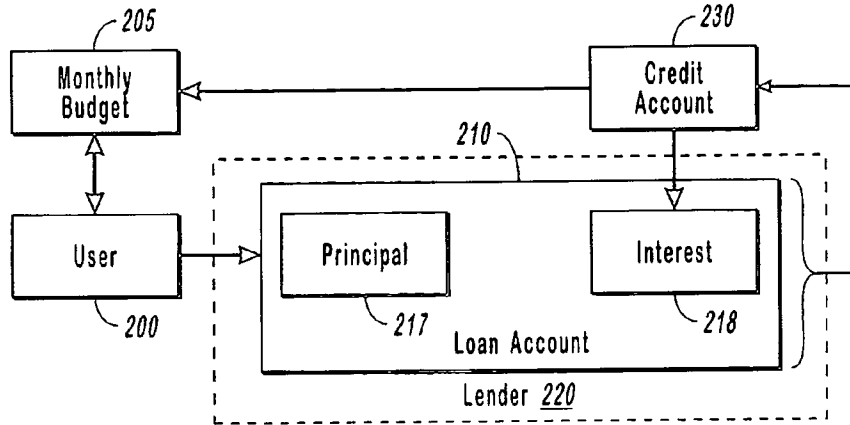 205
230
Monthly
Budget
Credit
Account
210
User
Principal
Interest
200
217
218
Loan Account
Lender 220